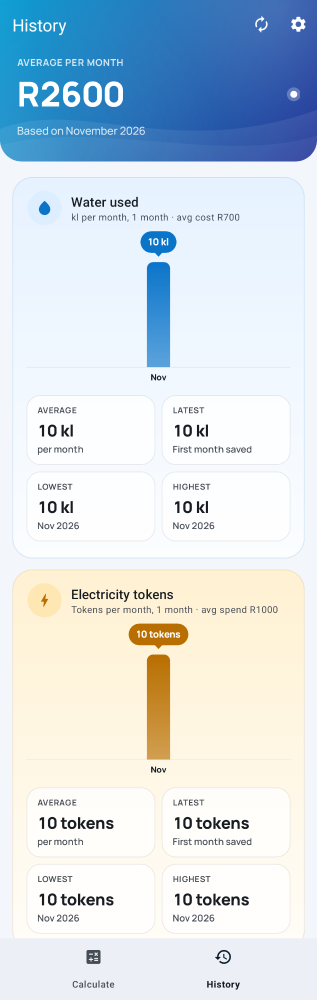 History
AVERAGE PER MONTH
R2600
Based on November 2026
Water used
kl per month, 1 month · avg cost R700
10 kl
Nov
AVERAGE
10 kl
per month
LATEST
10 kl
First month saved
LOWEST
10 kl
Nov 2026
HIGHEST
10 kl
Nov 2026
Electricity tokens
Tokens per month, 1 month · avg spend R1000
10 tokens
Nov
AVERAGE
10 tokens
per month
LATEST
10 tokens
First month saved
LOWEST
10 tokens
Nov 2026
HIGHEST
10 tokens
Nov 2026
Calculate
History